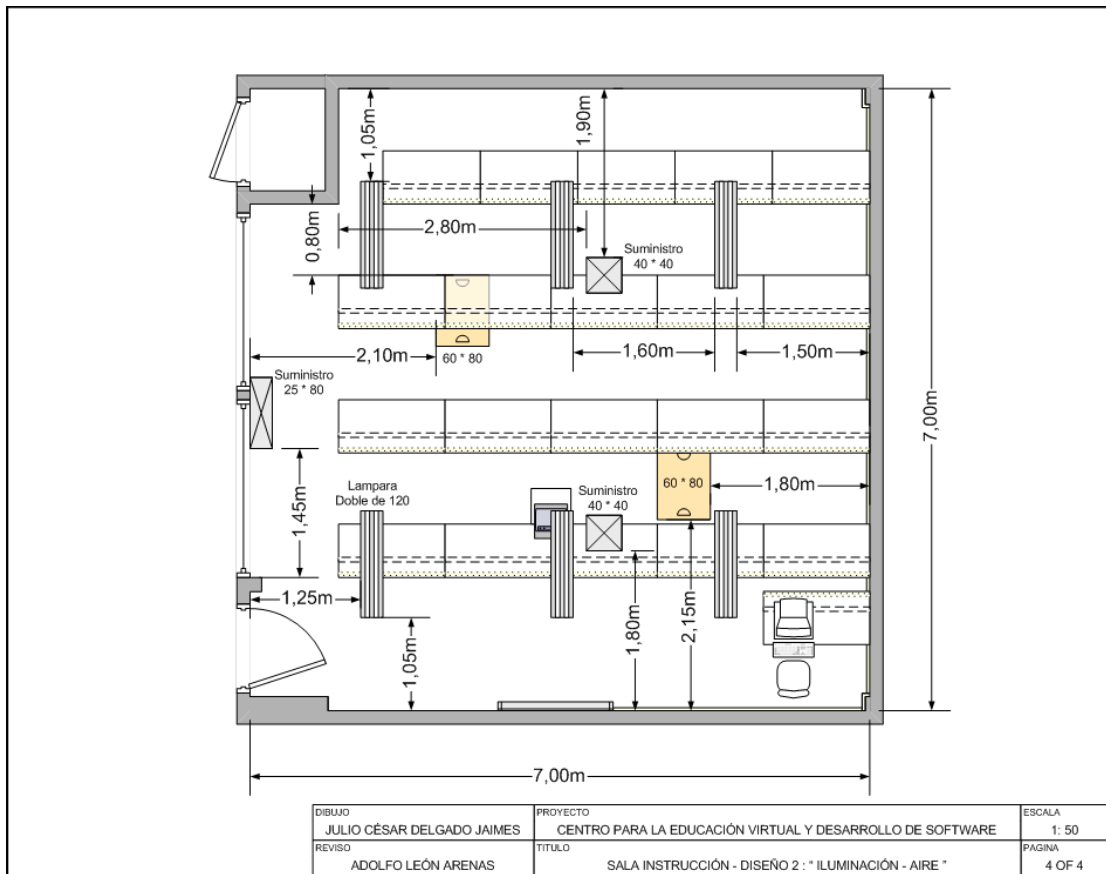 1,05m
1,90m
0,80m
2,80m
Suministro
40 * 40
2,10m
60 * 80
1,60m
1,50m
Suministro
25 * 80
7,00m
1,45m
Lampara
Doble de 120
Suministro
40 * 40
60 * 80
1,80m
1,25m
1,05m
1,80m
2,15m
7,00m
DIBUJO
JULIO CÉSAR DELGADO JAIMES
PROYECTO
CENTRO PARA LA EDUCACIÓN VIRTUAL Y DESARROLLO DE SOFTWARE
ESCALA
1: 50
REVISO
ADOLFO LEÓN ARENAS
TITULO
SALA INSTRUCCIÓN - DISEÑO 2 : " ILUMINACIÓN - AIRE "
PAGINA
4 OF 4